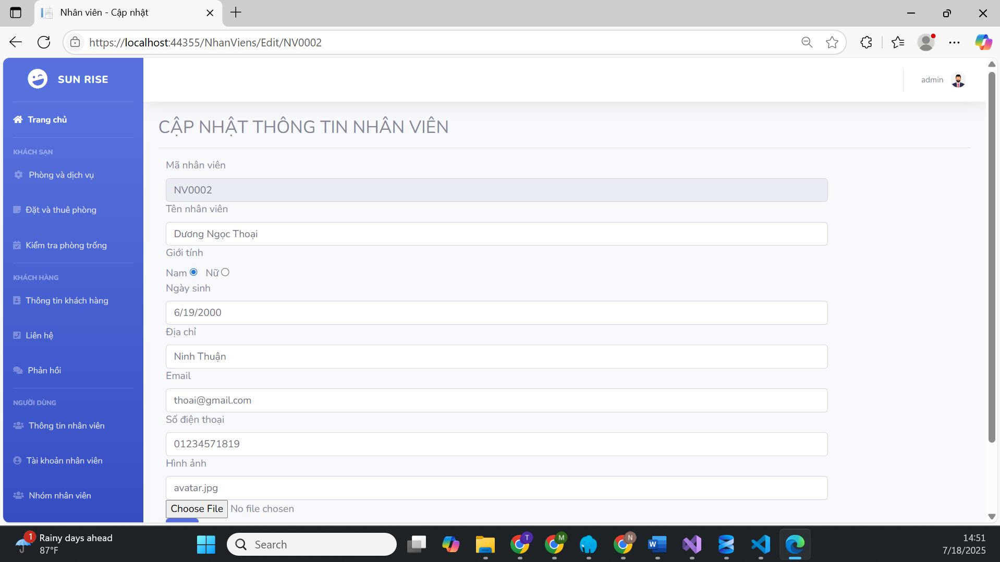 Nhân viên - Cập nhật
https://localhost:44355/NhanViens/Edit/NV0002
SUN RISE
admin
Trang chủ
KHÁCH SẠN
Phòng và dịch vụ
Đặt và thuê phòng
Kiểm tra phòng trống
KHÁCH HÀNG
Thông tin khách hàng
Liên hệ
Phản hồi
NGƯỜI DÙNG
Thông tin nhân viên
Tài khoản nhân viên
Nhóm nhân viên
CẬP NHẬT THÔNG TIN NHÂN VIÊN
Mã nhân viên
NV0002
Tên nhân viên
Dương Ngọc Thoại
Giới tính
Nam Nữ
Ngày sinh
6/19/2000
Địa chỉ
Ninh Thuận
Email
thoai@gmail.com
Số điện thoại
01234571819
Hình ảnh
avatar.jpg
Choose File No file chosen
1
Rainy days ahead
87°F
Search
T
M
N
W
14:51
7/18/2025